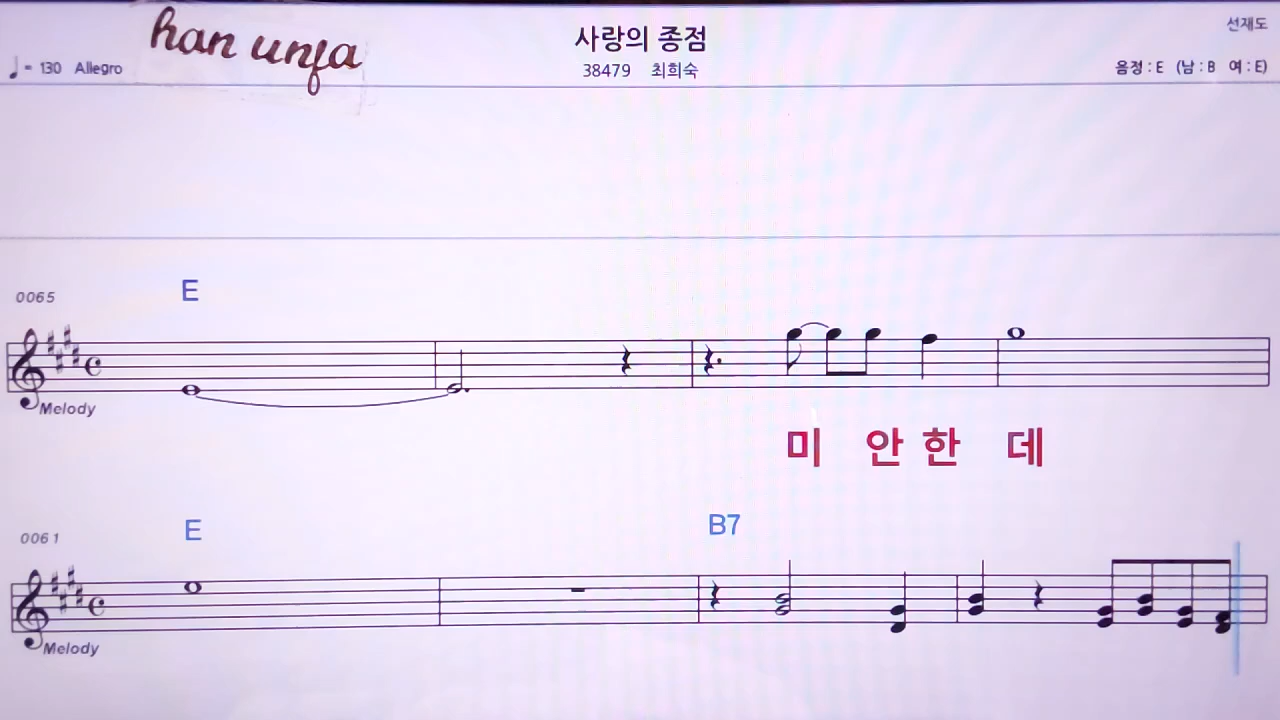 han unfa
사랑의 종점
선재도
= 130 Allegro
38479 최희숙
음정 : E (남 : B 여 : E)
0065
E
Melody
미 안 한 데
0061
E
B7
Melody